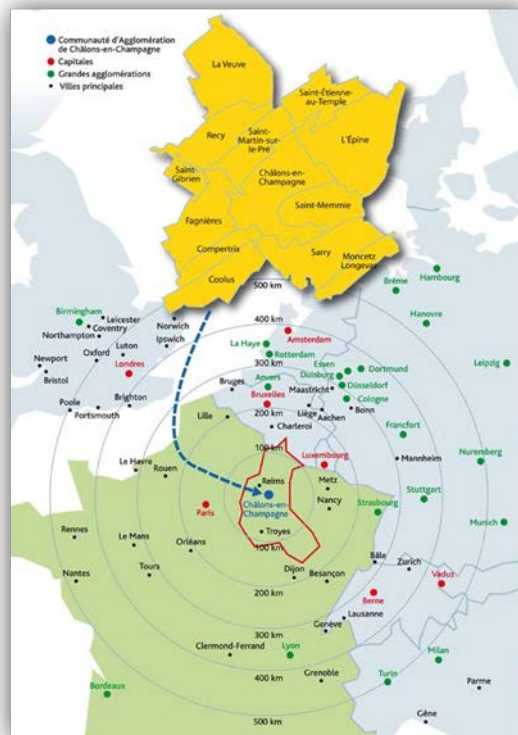 Communauté d'Agglomération
de Châlons-en-Champagne
Capitales
Grandes agglomérations
Villes principales
La Veuve
Saint-Étienne-
au-Temple
Recy
Saint-
Martin-sur-
le-Pré
L'Épine
Saint-
Gibrien
Châlons-en-
Champagne
Saint-Memmie
Fagnières
Compertrix
Sarry
Moncetz
Longevas
Coolus
500 km
Brême
Hambourg
Birmingham
Leicester
Coventry
Northampton
Norwich
Luton
Ipswich
Oxford
Newport
Bristol
Londres
400 km
Amsterdam
La Haye
Rotterdam
Hanovre
300 km
Essen
Dortmund
Duisburg
Düsseldorf
Leipzig
Anvers
Bruges
Bruxelles
Maastricht
Cologne
Poole
Portsmouth
Brighton
200 km
Lille
Liège
Aachen
Bonn
Charleroi
Francfort
100 km
Luxembourg
Mannheim
Nuremberg
Le Havre
Rouen
Reims
Metz
Châlons-en-
Champagne
Nancy
Stuttgart
Paris
Strasbourg
Munich
Troyes
Rennes
Le Mans
Orléans
100 km
Nantes
Tours
Dijon
Besançon
Bâle
Zurich
Vaduz
200 km
Berne
Lausanne
300 km
Genève
Clermond-Ferrand
Lyon
Milan
400 km
Grenoble
Turin
Bordeaux
Parme
500 km
Gêne